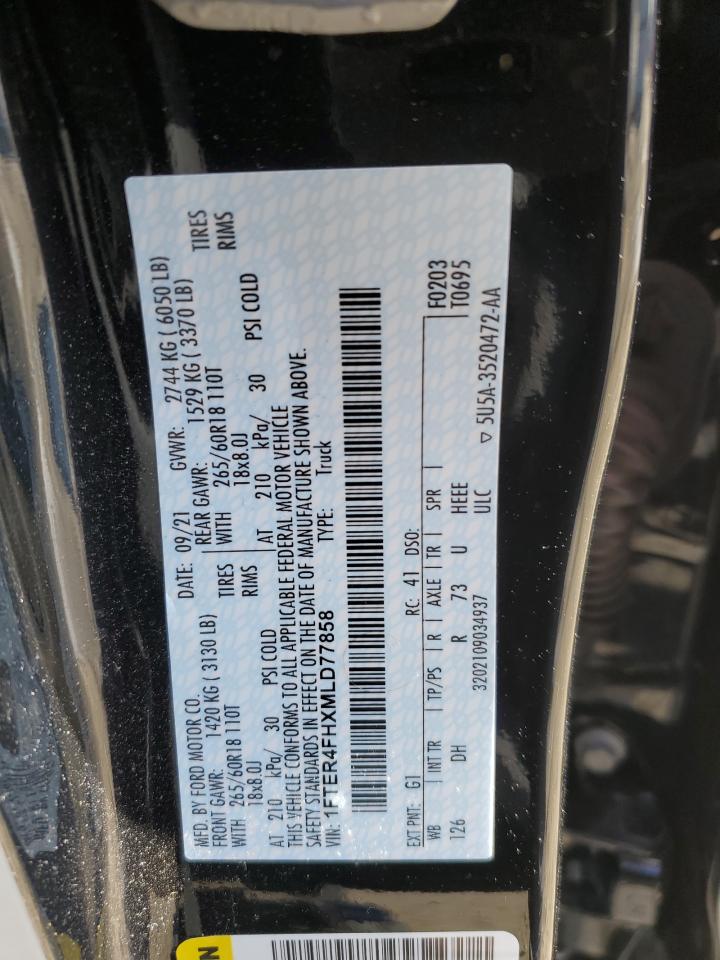 MFD. BY FORD MOTOR CO. DATE: 09/21 GVWR: 2744 KG ( 6050 LB)
FRONT GAWR: 1420 KG ( 3130 LB) REAR GAWR: 1529 KG ( 3370 LB)
WITH 265/60R18 110T TIRES WITH 265/60R18 110T TIRES
18x8.0J RIMS 18x8.0J RIMS
AT 210 kPa/ 30 PSI COLD AT 210 kPa/ 30 PSI COLD
THIS VEHICLE CONFORMS TO ALL APPLICABLE FEDERAL MOTOR VEHICLE
SAFETY STANDARDS IN EFFECT ON THE DATE OF MANUFACTURE SHOWN ABOVE.
VIN: 1FTER4FHXMLD77858 TYPE: Truck
F0203
EXT PNT: G1 RC: 41 DSO: T0695
WB INT TR TP/PS R AXLE TR SPR
126 DH R 73 U HEEE
3202109034937 ULC ▽ 5U5A-3520472-AA